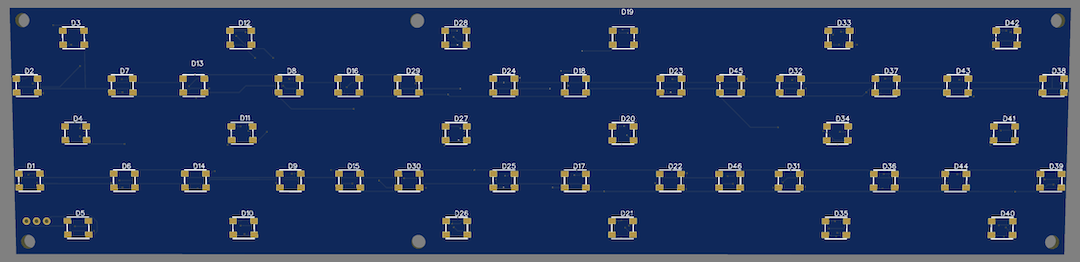 D19
D3 D12 D28 D33 D42
D13
D2 D7 D8 D16 D29 D24 D18 D23 D45 D32 D37 D43 D38
D4 D11 D27 D20 D34 D41
D1 D6 D14 D9 D15 D30 D25 D17 D22 D46 D31 D36 D44 D39
D5 D10 D26 D21 D35 D40